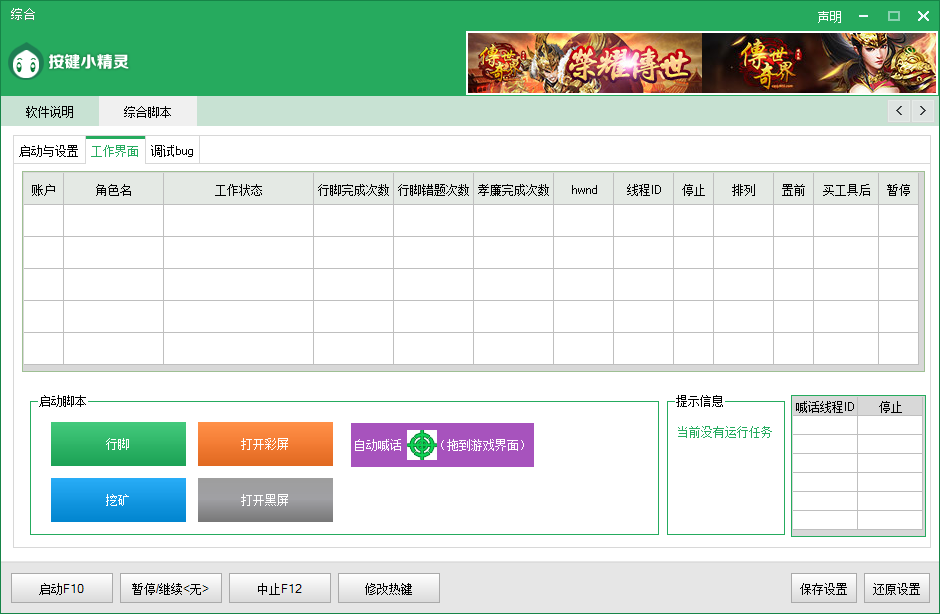 综合
声明
按键小精灵
傳世奇 榮耀傳世 傳世奇界
软件说明 综合脚本
启动与设置 工作界面 调试bug
账户 角色名 工作状态 行脚完成次数 行脚错题次数 孝廉完成次数 hwnd 线程ID 停止 排列 置前 买工具后 暂停
启动脚本 提示信息 喊话线程ID 停止
行脚 打开彩屏 自动喊话 (拖到游戏界面) 当前没有运行任务
挖矿 打开黑屏
启动F10 暂停/继续<无> 中止F12 修改热键 保存设置 还原设置